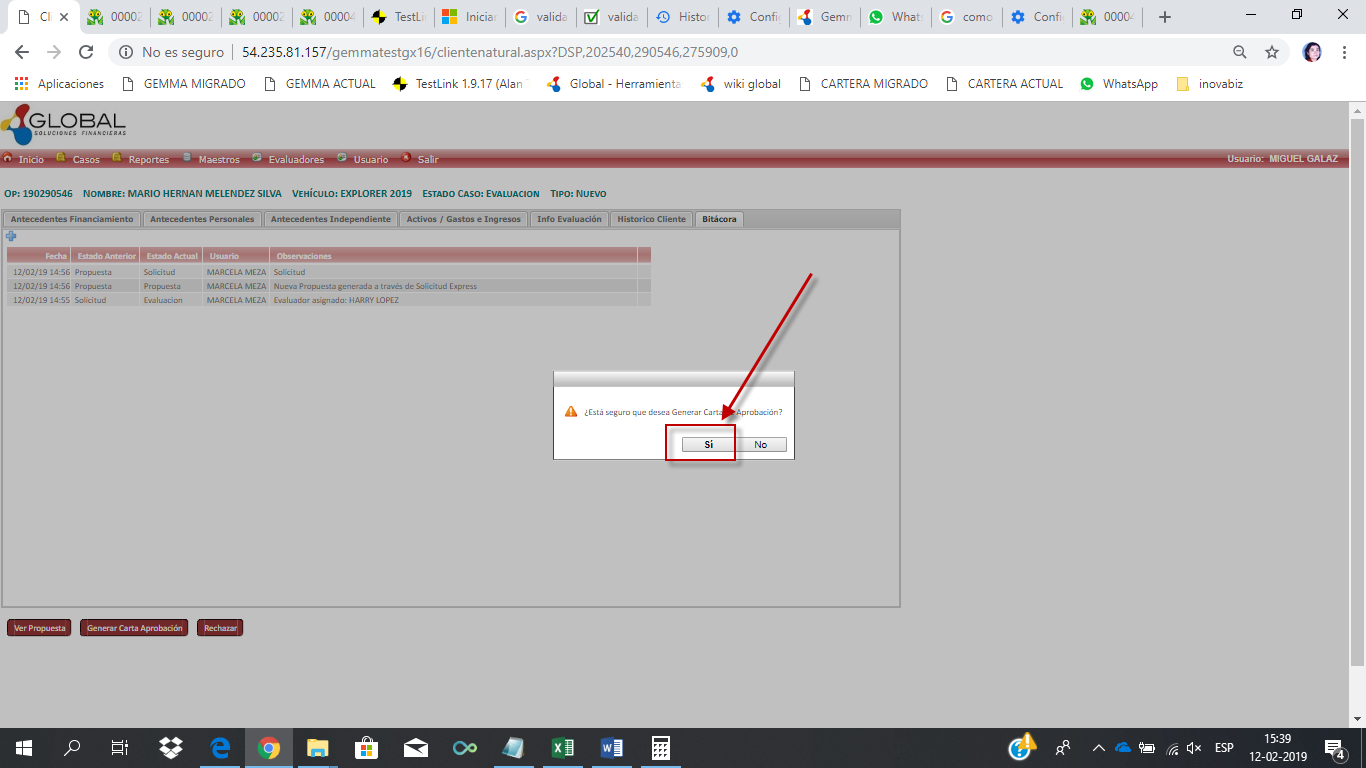 Cli
00002
00002
00002
00004
TestLi
Iniciar
valida
valida
Histor
Config
Gemm
Whats
como
Confi
00004
No es seguro | 54.235.81.157/gemmatestgx16/clientenatural.aspx?DSP,202540,290546,275909,0
Aplicaciones GEMMA MIGRADO GEMMA ACTUAL TestLink 1.9.17 (Alan Global - Herramienta wiki global CARTERA MIGRADO CARTERA ACTUAL WhatsApp inovabiz
GLOBAL
SOLUCIONES FINANCIERAS
Inicio Casos Reportes Maestros Evaluadores Usuario Salir Usuario: MIGUEL GALAZ
Op: 190290546 Nombre: MARIO HERNAN MELENDEZ SILVA Vehículo: EXPLORER 2019 Estado Caso: Evaluacion Tipo: Nuevo
Antecedentes Financiamiento Antecedentes Personales Antecedentes Independiente Activos / Gastos e Ingresos Info Evaluación Historico Cliente Bitácora
Fecha Estado Anterior Estado Actual Usuario Observaciones
12/02/19 14:56 Propuesta Solicitud MARCELA MEZA Solicitud
12/02/19 14:56 Propuesta Propuesta MARCELA MEZA Nueva Propuesta generada a través de Solicitud Express
12/02/19 14:55 Solicitud Evaluacion MARCELA MEZA Evaluador asignado: HARRY LOPEZ
¿Está seguro que desea Generar Carta Aprobación?
Sí No
Ver Propuesta Generar Carta Aprobación Rechazar
ESP
15:39
12-02-2019
4